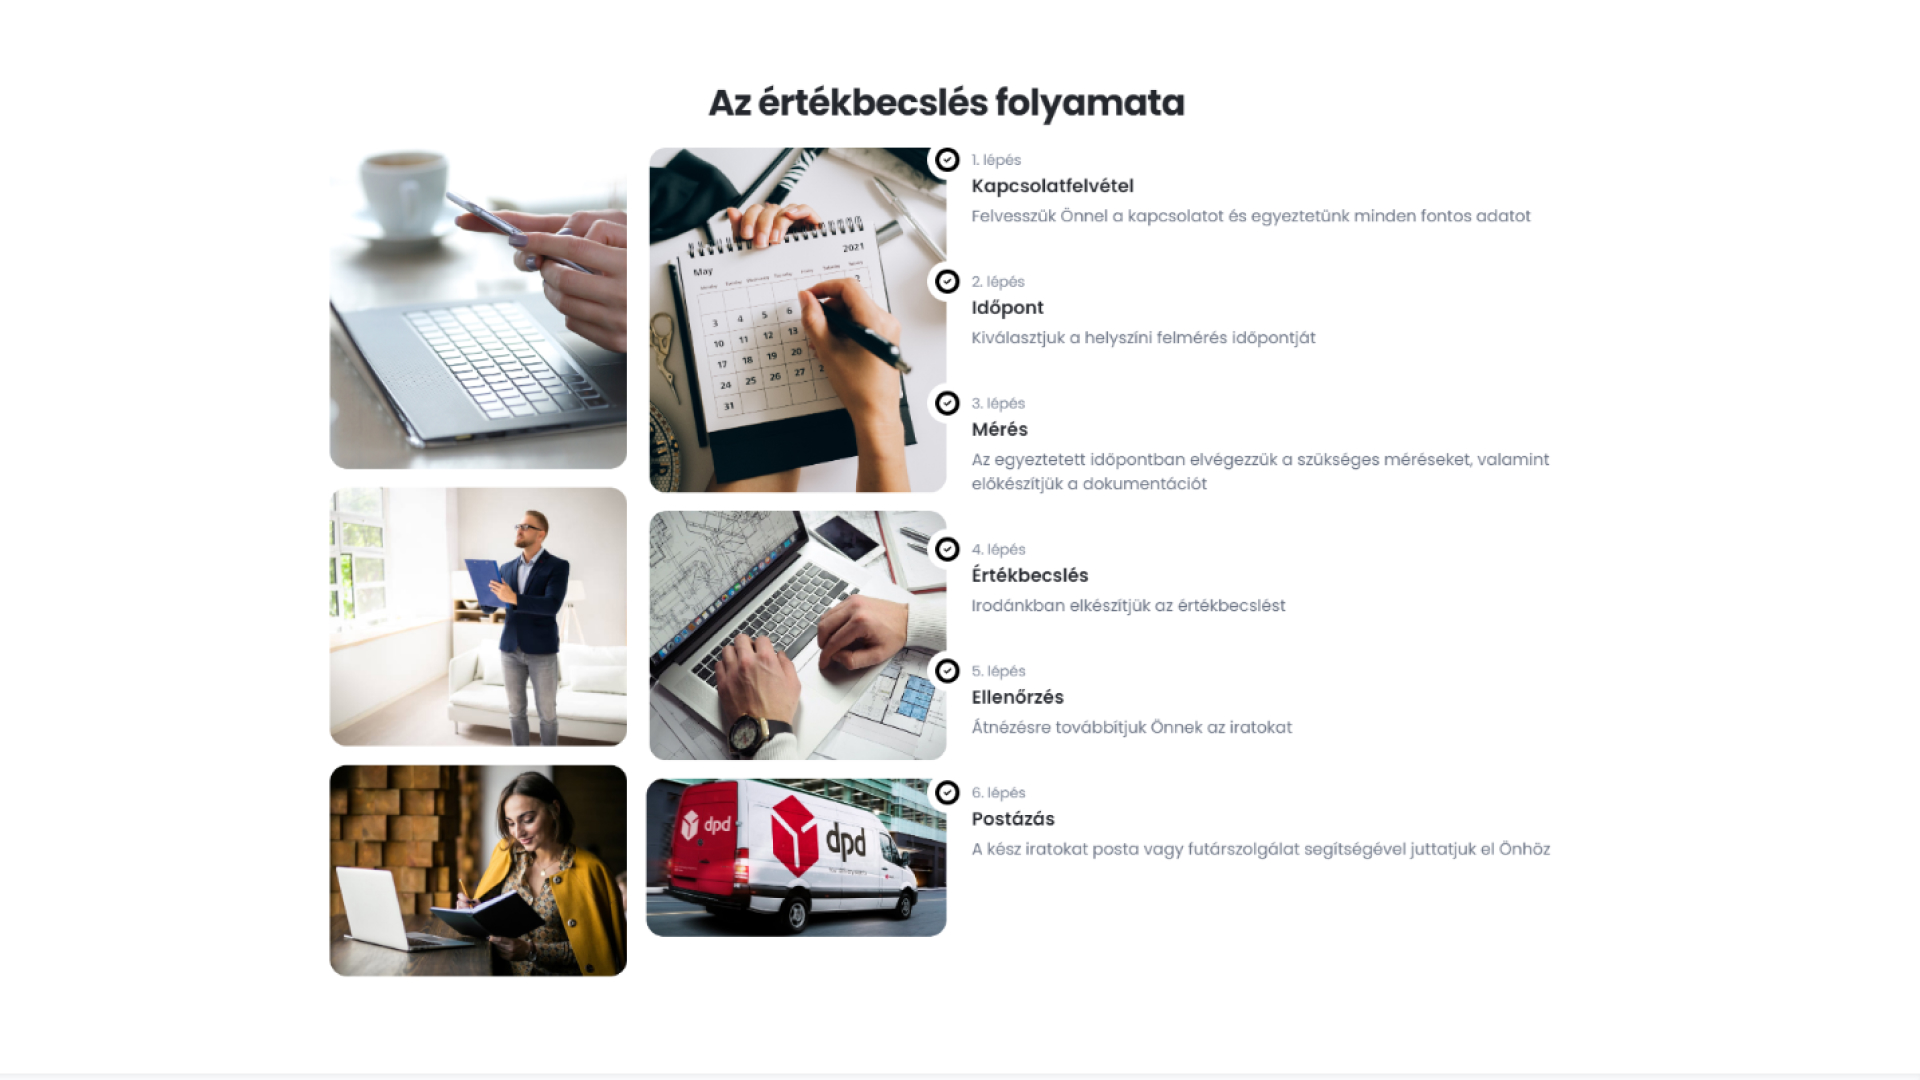 Az értékbecslés folyamata
1. lépés
Kapcsolatfelvétel
Felvesszük Önnel a kapcsolatot és egyeztetünk minden fontos adatot
2. lépés
Időpont
Kiválasztjuk a helyszíni felmérés időpontját
3. lépés
Mérés
Az egyeztetett időpontban elvégezzük a szükséges méréseket, valamint
előkészítjük a dokumentációt
4. lépés
Értékbecslés
Irodánkban elkészítjük az értékbecslést
5. lépés
Ellenőrzés
Átnézésre továbbítjuk Önnek az iratokat
6. lépés
Postázás
A kész iratokat posta vagy futárszolgálat segítségével juttatjuk el Önhöz
2021
May
3 4 5 6
10 11 12 13
17 18 19 20
24 25 26 27
31
dpd
dpd